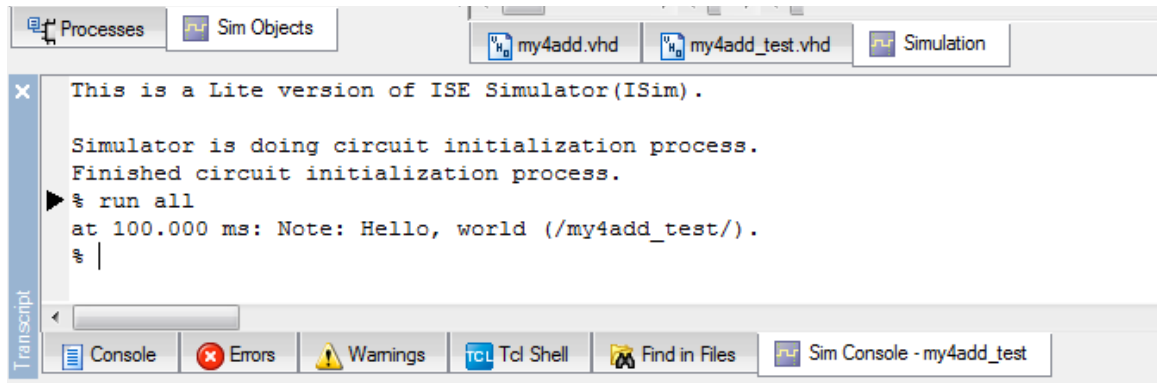 Processes
Sim Objects
my4add.vhd
my4add_test.vhd
Simulation
This is a Lite version of ISE Simulator(ISim).
Simulator is doing circuit initialization process.
Finished circuit initialization process.
% run all
at 100.000 ms: Note: Hello, world (/my4add_test/).
%
Transcript
Console
Errors
Warnings
TCL Tcl Shell
Find in Files
Sim Console - my4add_test